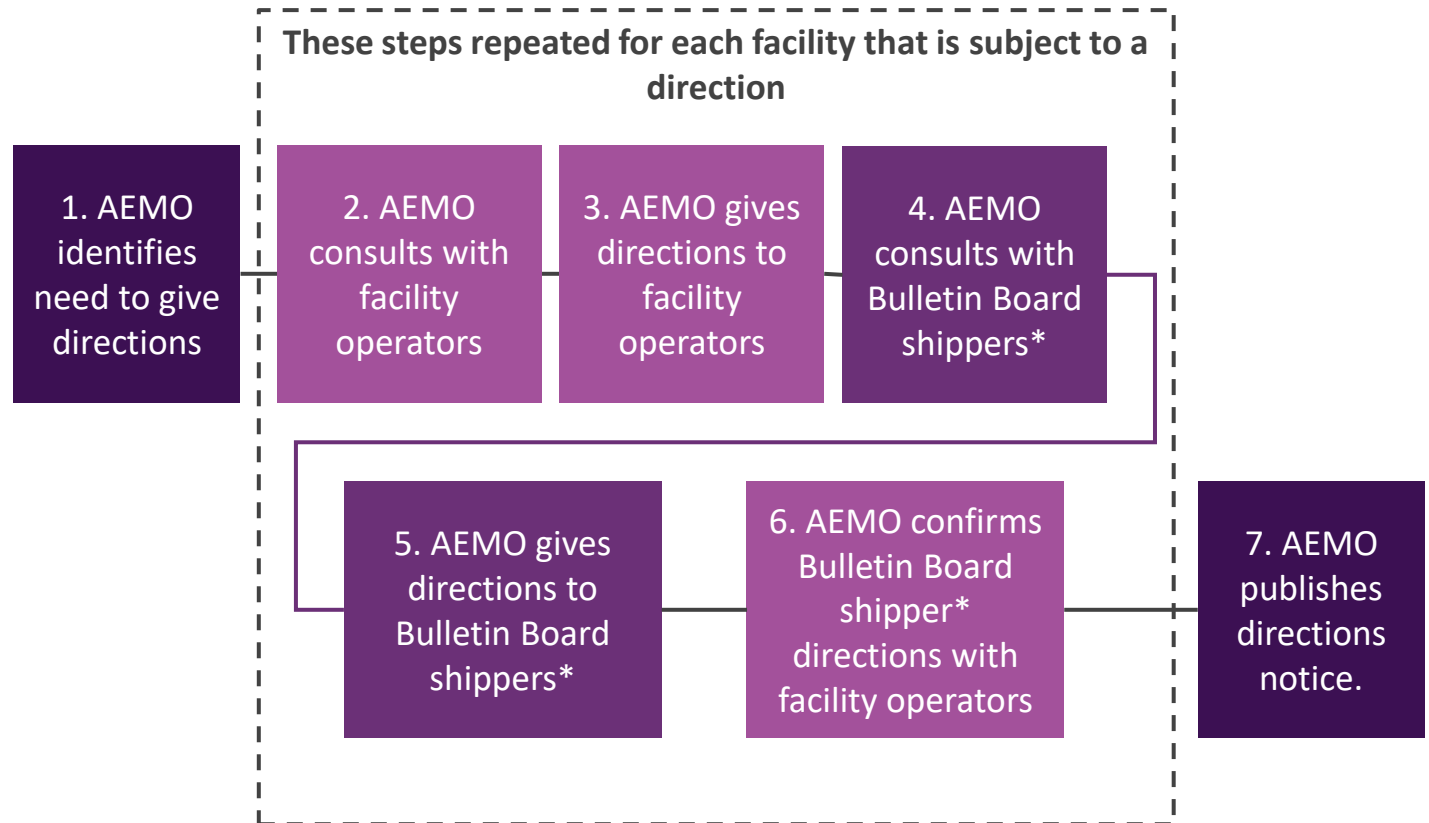 These steps repeated for each facility that is subject to a
direction
1. AEMO
identifies
need to give
directions
2. AEMO
consults with
facility
operators
3. AEMO gives
directions to
facility
operators
4. AEMO
consults with
Bulletin Board
shippers*
5. AEMO gives
directions to
Bulletin Board
shippers*
6. AEMO confirms
Bulletin Board
shipper*
directions with
facility operators
7. AEMO
publishes
directions
notice.